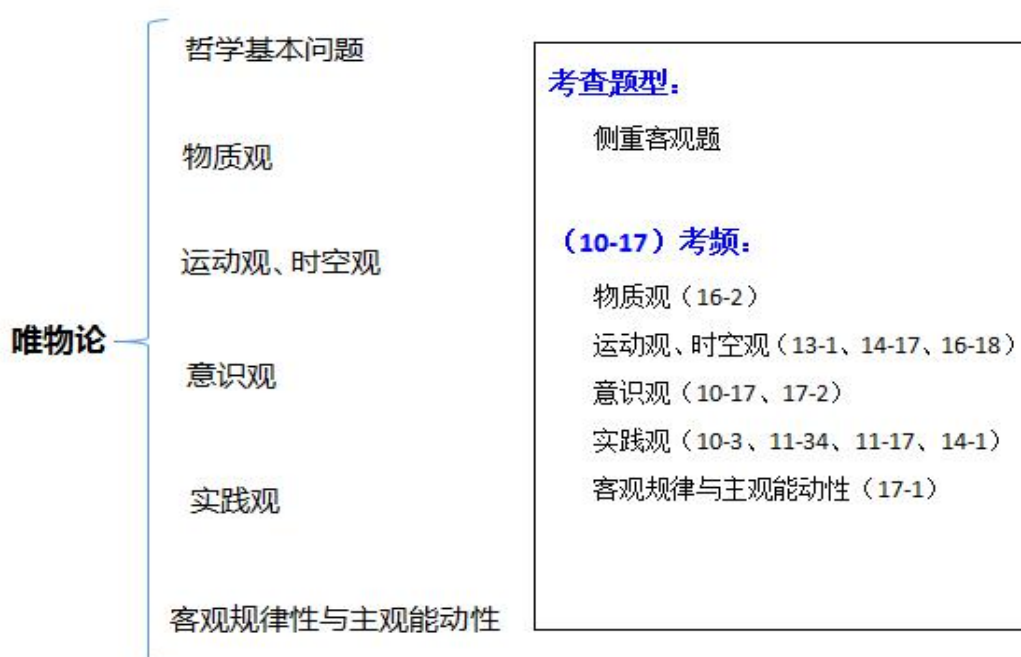 唯物论
哲学基本问题
物质观
运动观、时空观
意识观
实践观
客观规律性与主观能动性
考查题型：
侧重客观题
（10-17）考频：
物质观（16-2）
运动观、时空观（13-1、14-17、16-18）
意识观（10-17、17-2）
实践观（10-3、11-34、11-17、14-1）
客观规律与主观能动性（17-1）